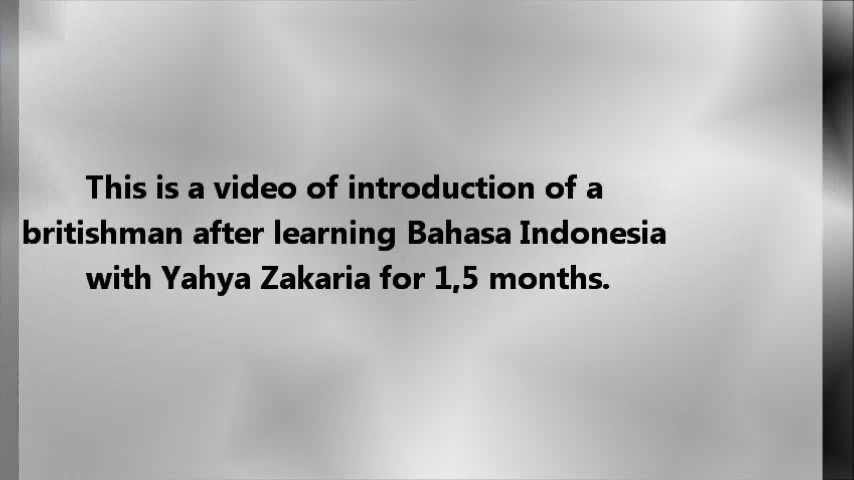 This is a video of introduction of a
britishman after learning Bahasa Indonesia
with Yahya Zakaria for 1,5 months.